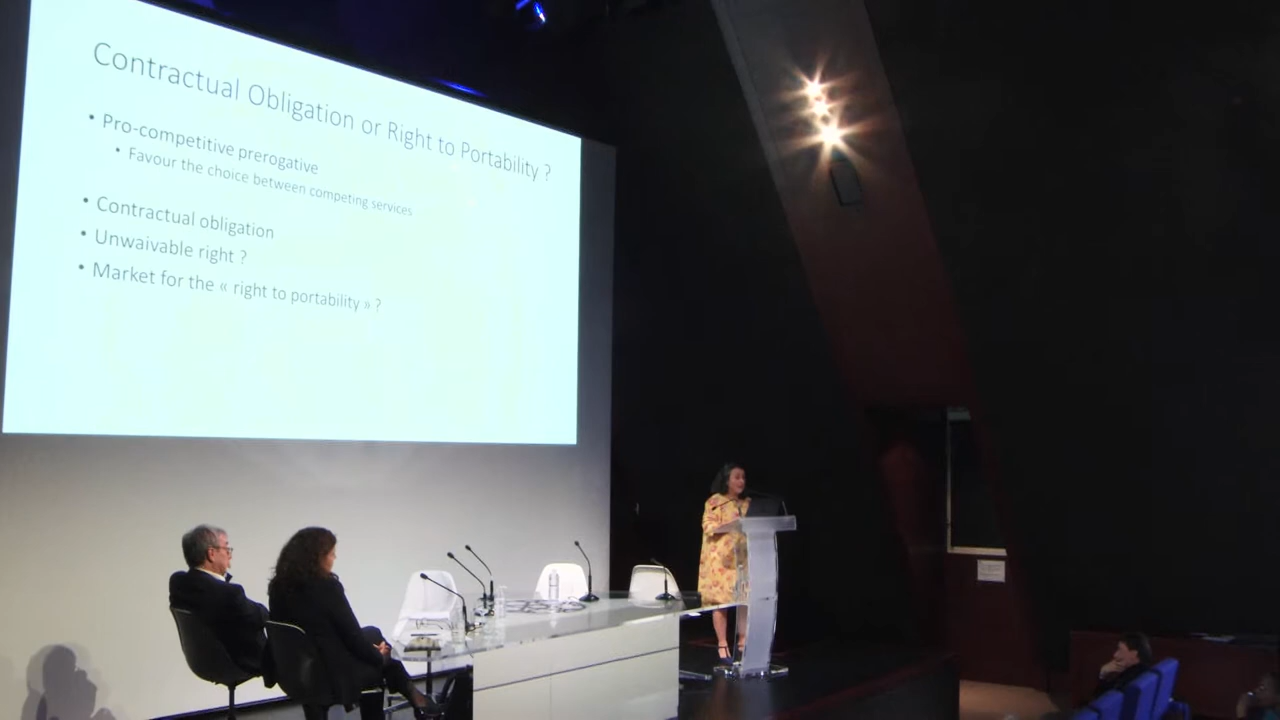 Contractual Obligation or Right to Portability ?
• Pro-competitive prerogative
• Favour the choice between competing services
• Contractual obligation
• Unwaivable right ?
• Market for the « right to portability » ?